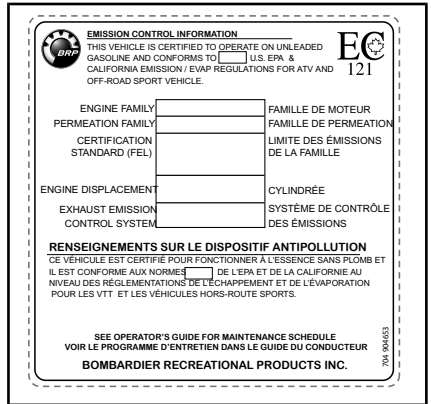 EMISSION CONTROL INFORMATION
THIS VEHICLE IS CERTIFIED TO OPERATE ON UNLEADED
GASOLINE AND CONFORMS TO U.S. EPA &
CALIFORNIA EMISSION / EVAP REGULATIONS FOR ATV AND
OFF-ROAD SPORT VEHICLE.
BRP
EC
121
ENGINE FAMILY FAMILLE DE MOTEUR
PERMEATION FAMILY FAMILLE DE PERMEATION
CERTIFICATION LIMITE DES ÉMISSIONS
STANDARD (FEL) DE LA FAMILLE
ENGINE DISPLACEMENT CYLINDRÉE
EXHAUST EMISSION SYSTÈME DE CONTRÔLE
CONTROL SYSTEM DES ÉMISSIONS
RENSEIGNEMENTS SUR LE DISPOSITIF ANTIPOLLUTION
CE VÉHICULE EST CERTIFIÉ POUR FONCTIONNER À L'ESSENCE SANS PLOMB ET
IL EST CONFORME AUX NORMES DE L'EPA ET DE LA CALIFORNIE AU
NIVEAU DES RÉGLEMENTATIONS DE L'ÉCHAPPEMENT ET DE L'ÉVAPORATION
POUR LES VTT ET LES VÉHICULES HORS-ROUTE SPORTS.
SEE OPERATOR'S GUIDE FOR MAINTENANCE SCHEDULE
VOIR LE PROGRAMME D'ENTRETIEN DANS LE GUIDE DU CONDUCTEUR
BOMBARDIER RECREATIONAL PRODUCTS INC.
704 904653